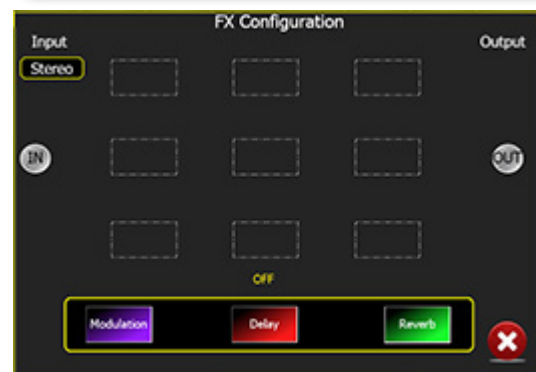 FX Configuration
Input
Output
Stereo
IN
OUT
OFF
Modulation
Delay
Reverb